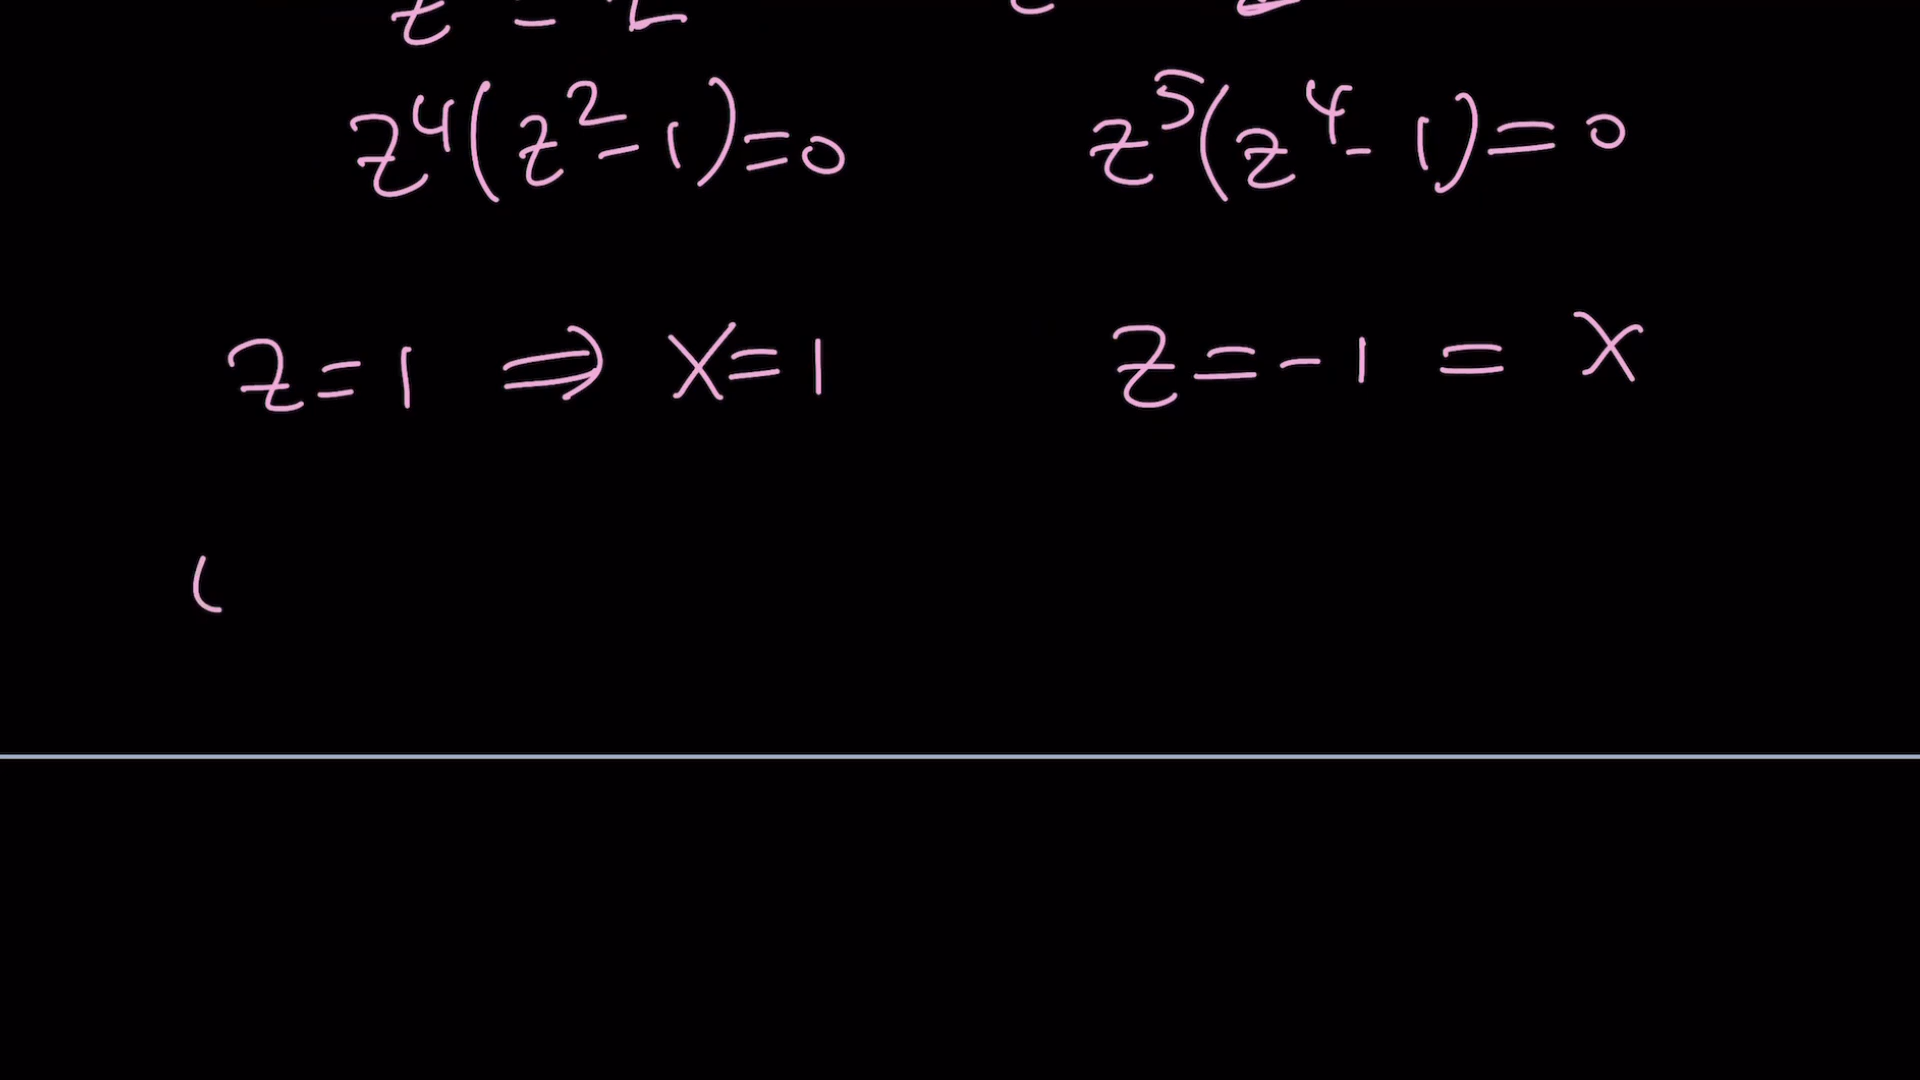 z⁴(z²-1)=0 z⁵(z⁴-1)=0
z=1 ⇒ x=1 z=-1 = x
(